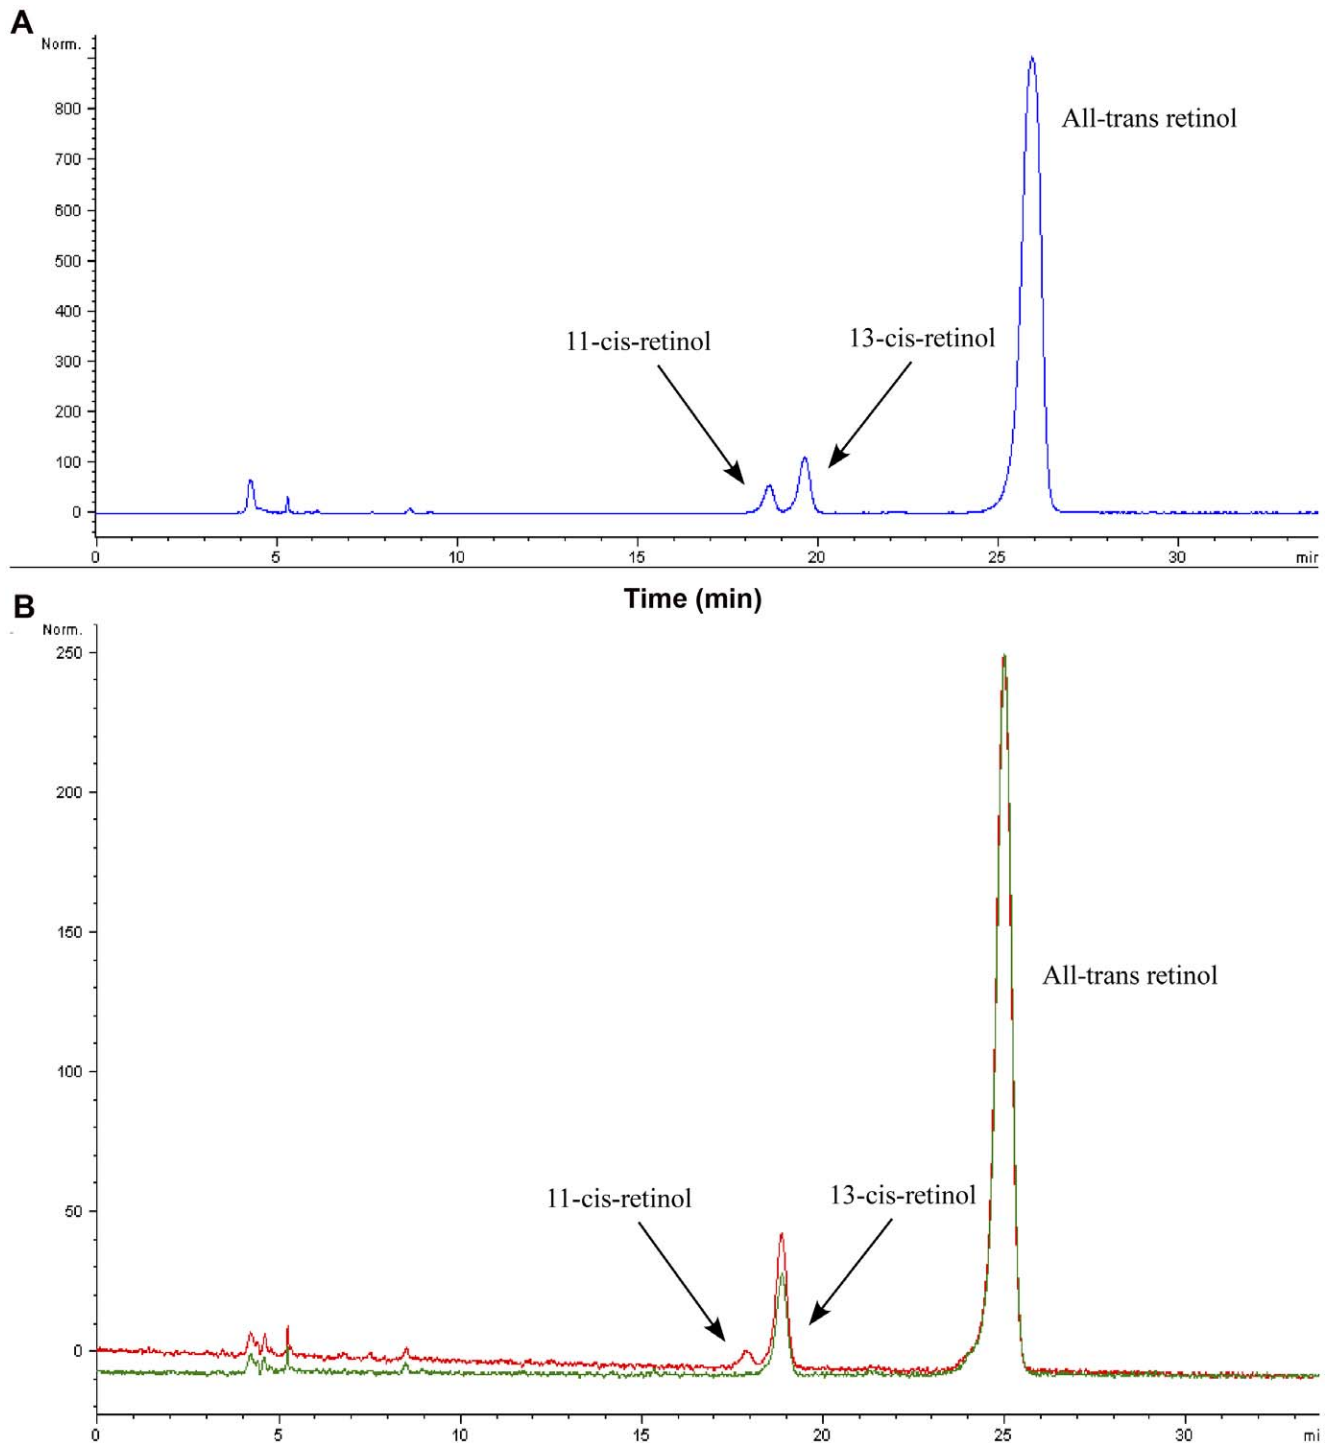 A
Norm.
800
700
600
500
400
300
200
100
0
All-trans retinol
11-cis-retinol
13-cis-retinol
0 5 10 15 20 25 30 mir
Time (min)
B
Norm.
250
200
150
100
50
0
All-trans retinol
11-cis-retinol
13-cis-retinol
0 5 10 15 20 25 30 mi